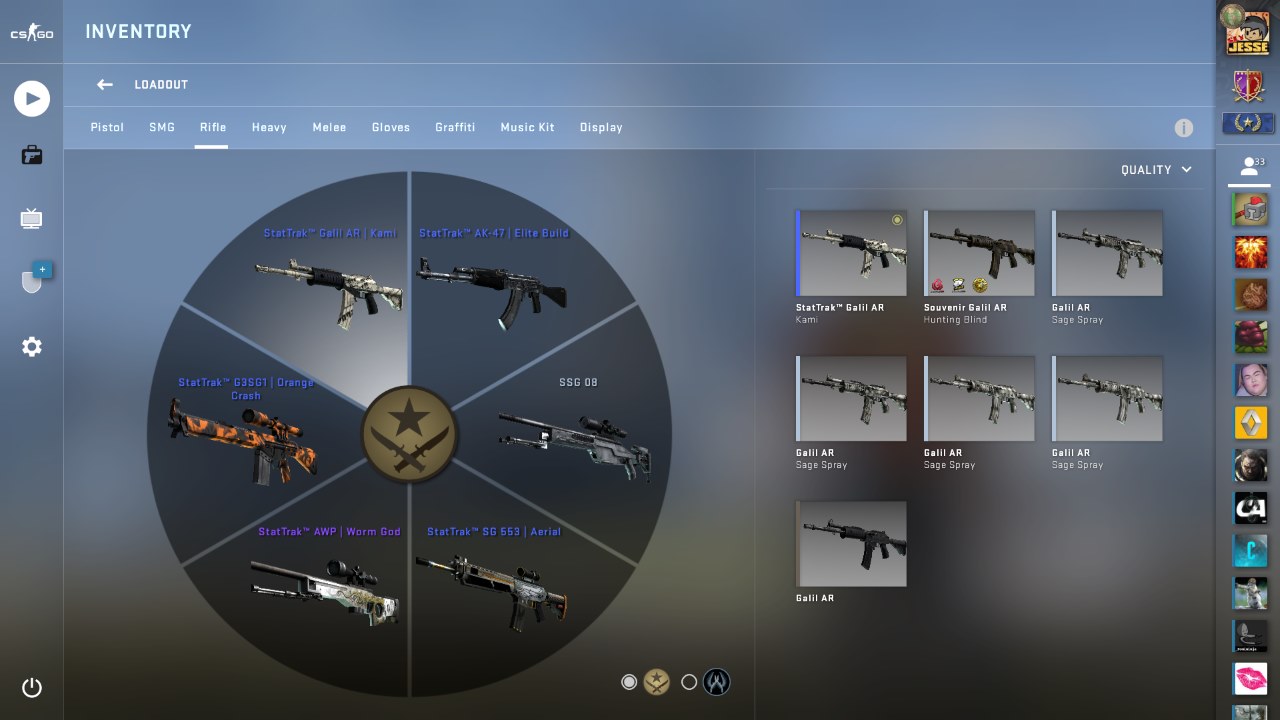 CS GO
INVENTORY
LOADOUT
Pistol SMG Rifle Heavy Melee Gloves Graffiti Music Kit Display
QUALITY
StatTrak™ Galil AR | Kami
StatTrak™ AK-47 | Elite Build
StatTrak™ G3SG1 | Orange
Crash
SSG 08
StatTrak™ AWP | Worm God
StatTrak™ SG 553 | Aerial
StatTrak™ Galil AR
Kami
Souvenir Galil AR
Hunting Blind
Galil AR
Sage Spray
Galil AR
Sage Spray
Galil AR
Sage Spray
Galil AR
Sage Spray
Galil AR
JESSE
33
+